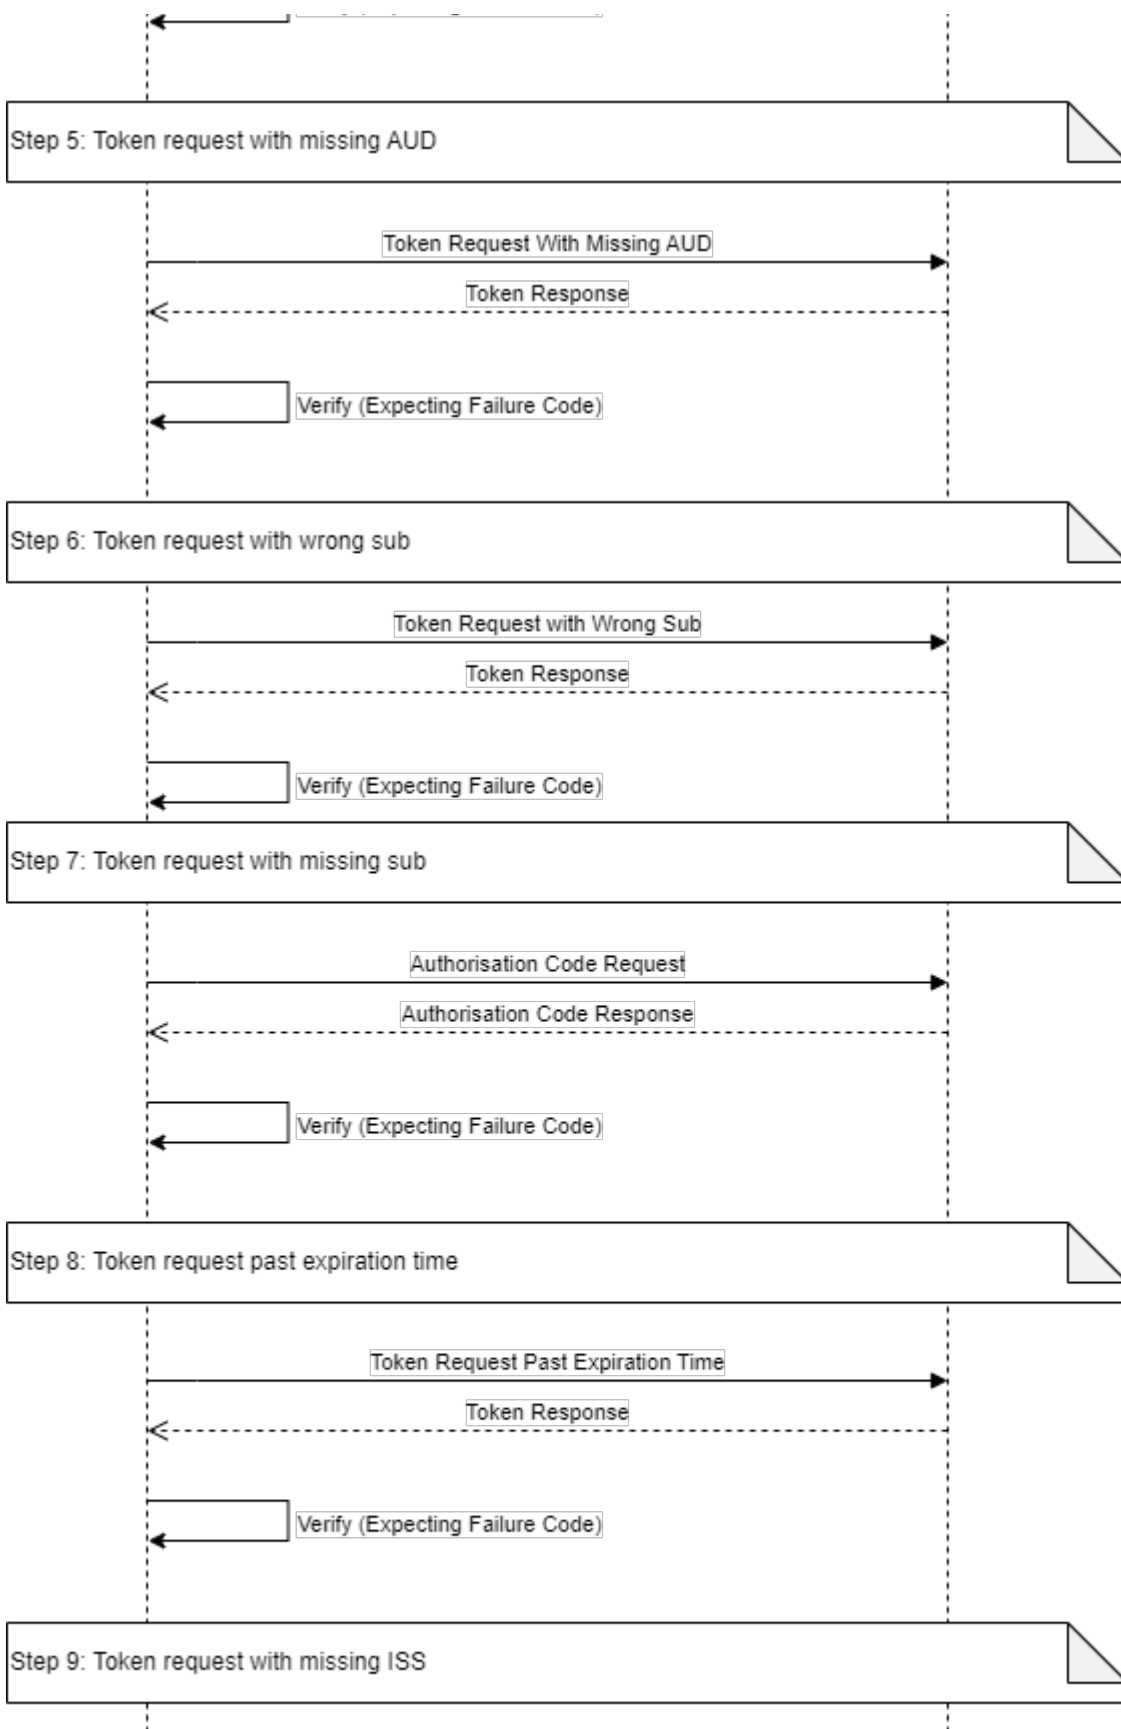 Step 5: Token request with missing AUD
Token Request With Missing AUD
Token Response
Verify (Expecting Failure Code)
Step 6: Token request with wrong sub
Token Request with Wrong Sub
Token Response
Verify (Expecting Failure Code)
Step 7: Token request with missing sub
Authorisation Code Request
Authorisation Code Response
Verify (Expecting Failure Code)
Step 8: Token request past expiration time
Token Request Past Expiration Time
Token Response
Verify (Expecting Failure Code)
Step 9: Token request with missing ISS